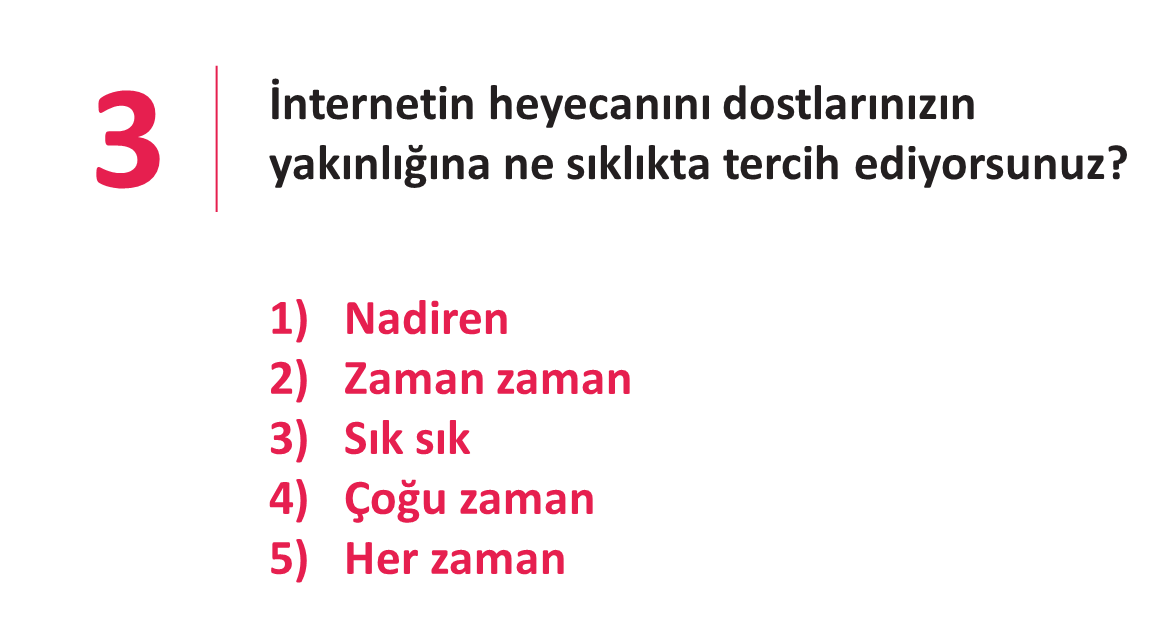 3
İnternetin heyecanını dostlarınızın
yakınlığına ne sıklıkta tercih ediyorsunuz?
1) Nadiren
2) Zaman zaman
3) Sık sık
4) Çoğu zaman
5) Her zaman